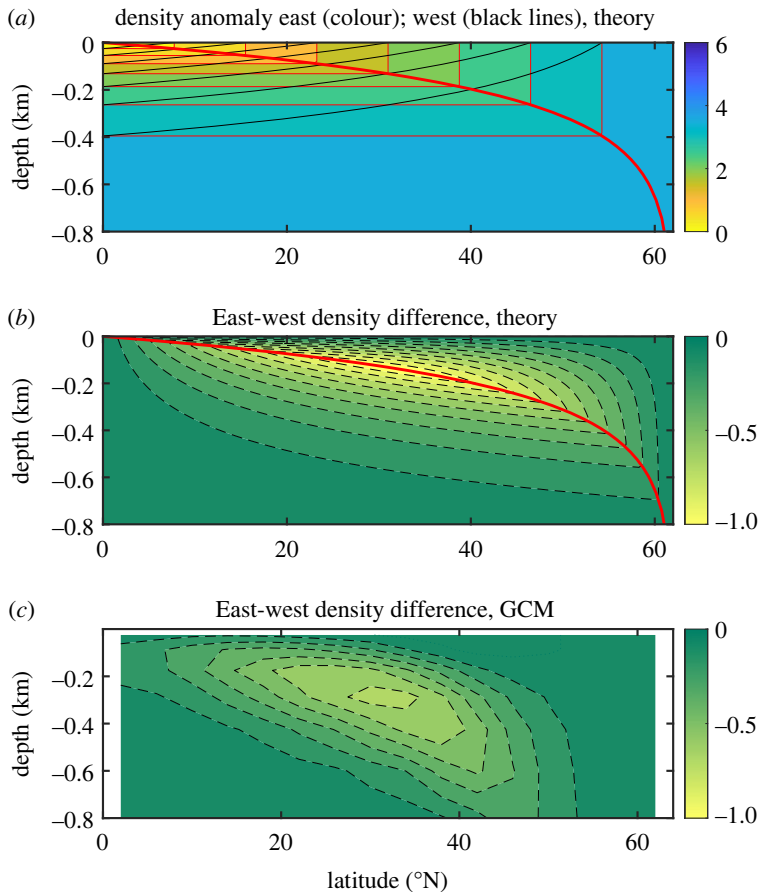 (a) density anomaly east (colour); west (black lines), theory
0
–0.2
–0.4
–0.6
–0.8
depth (km)
0 20 40 60
6
4
2
0
(b) East-west density difference, theory
0
–0.2
–0.4
–0.6
–0.8
depth (km)
0 20 40 60
0
–0.5
–1.0
(c) East-west density difference, GCM
–0.2
–0.4
–0.6
–0.8
depth (km)
0 20 40 60
latitude (°N)
0
–0.5
–1.0